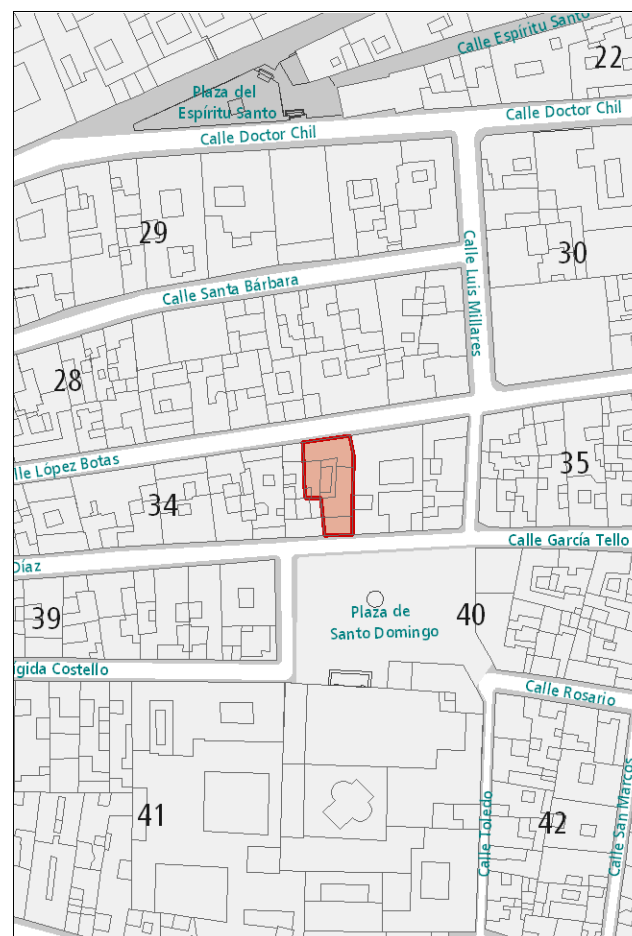 Calle Espíritu Santo
22
Plaza del
Espíritu Santo
Calle Doctor Chil
Calle Doctor Chil
29
Calle Luis Millares
30
Calle Santa Bárbara
28
lle López Botas
35
34
Calle García Tello
Díaz
39
Plaza de
Santo Domingo
40
ígida Costello
Calle Rosario
41
Calle Toledo
42
Calle San Marcos